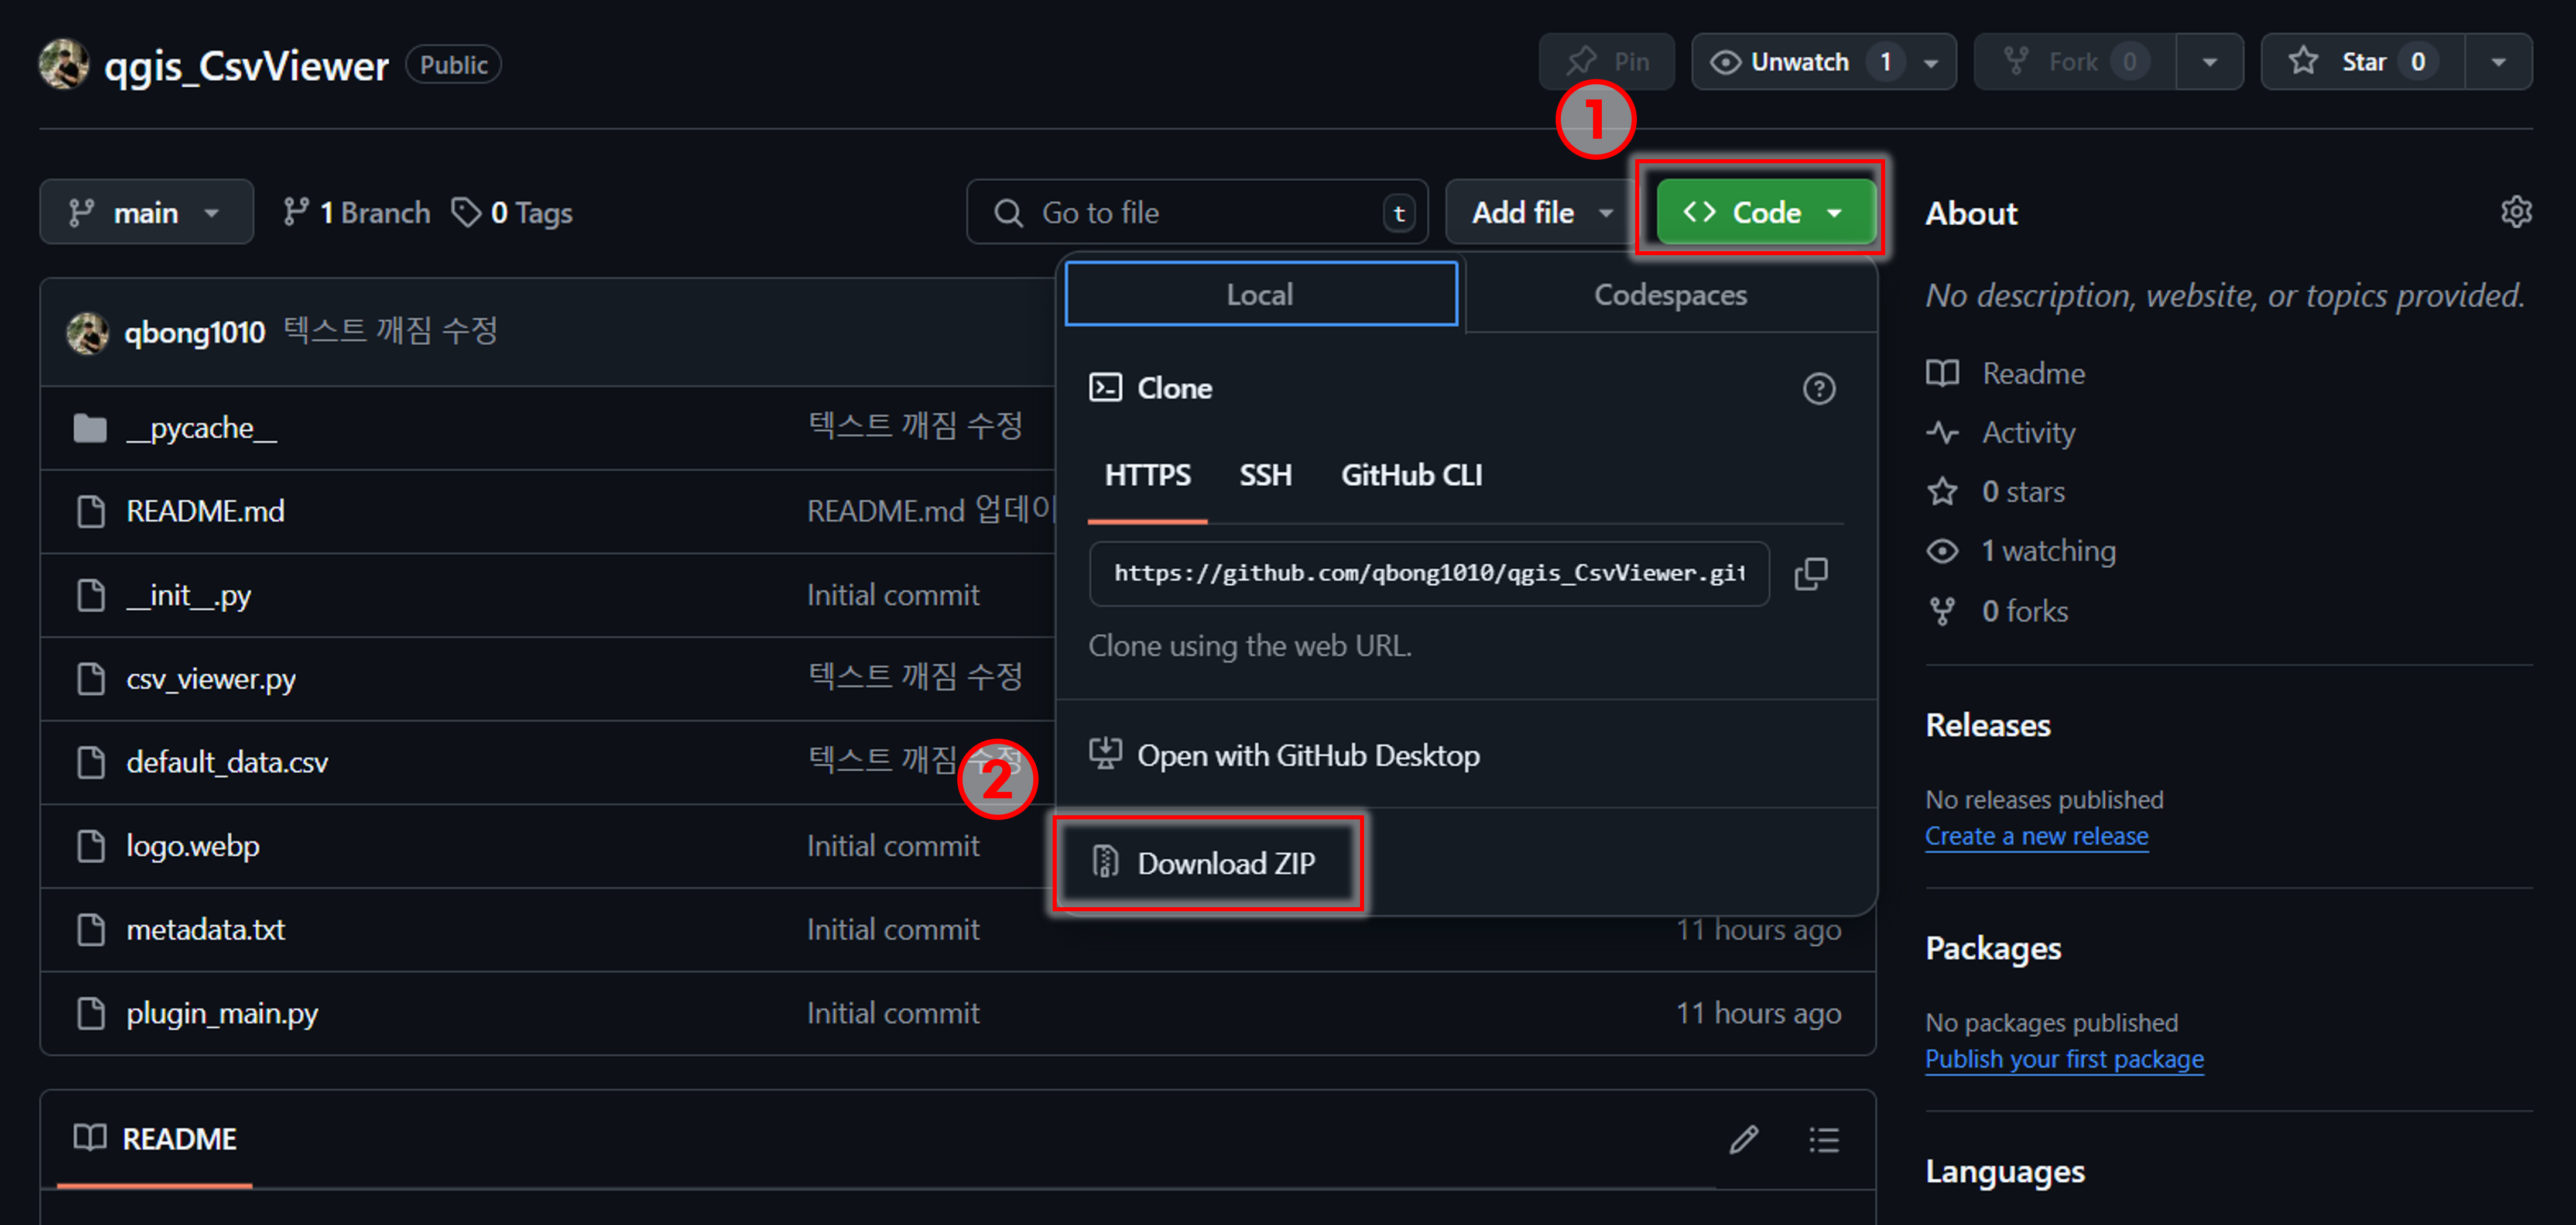 qgis_CsvViewer Public Pin Unwatch 1 Fork 0 Star 0
1
main 1 Branch 0 Tags Go to file t Add file Code
Local Codespaces
qbong1010 텍스트 깨짐 수정
Clone
__pycache__ 텍스트 깨짐 수정
HTTPS SSH GitHub CLI
README.md README.md 업데이
https://github.com/qbong1010/qgis_CsvViewer.git
__init__.py Initial commit
Clone using the web URL.
csv_viewer.py 텍스트 깨짐 수정
Open with GitHub Desktop
default_data.csv 텍스트 깨짐 수정
2
Download ZIP
logo.webp Initial commit
metadata.txt Initial commit 11 hours ago
plugin_main.py Initial commit 11 hours ago
README
About
No description, website, or topics provided.
Readme
Activity
0 stars
1 watching
0 forks
Releases
No releases published
Create a new release
Packages
No packages published
Publish your first package
Languages